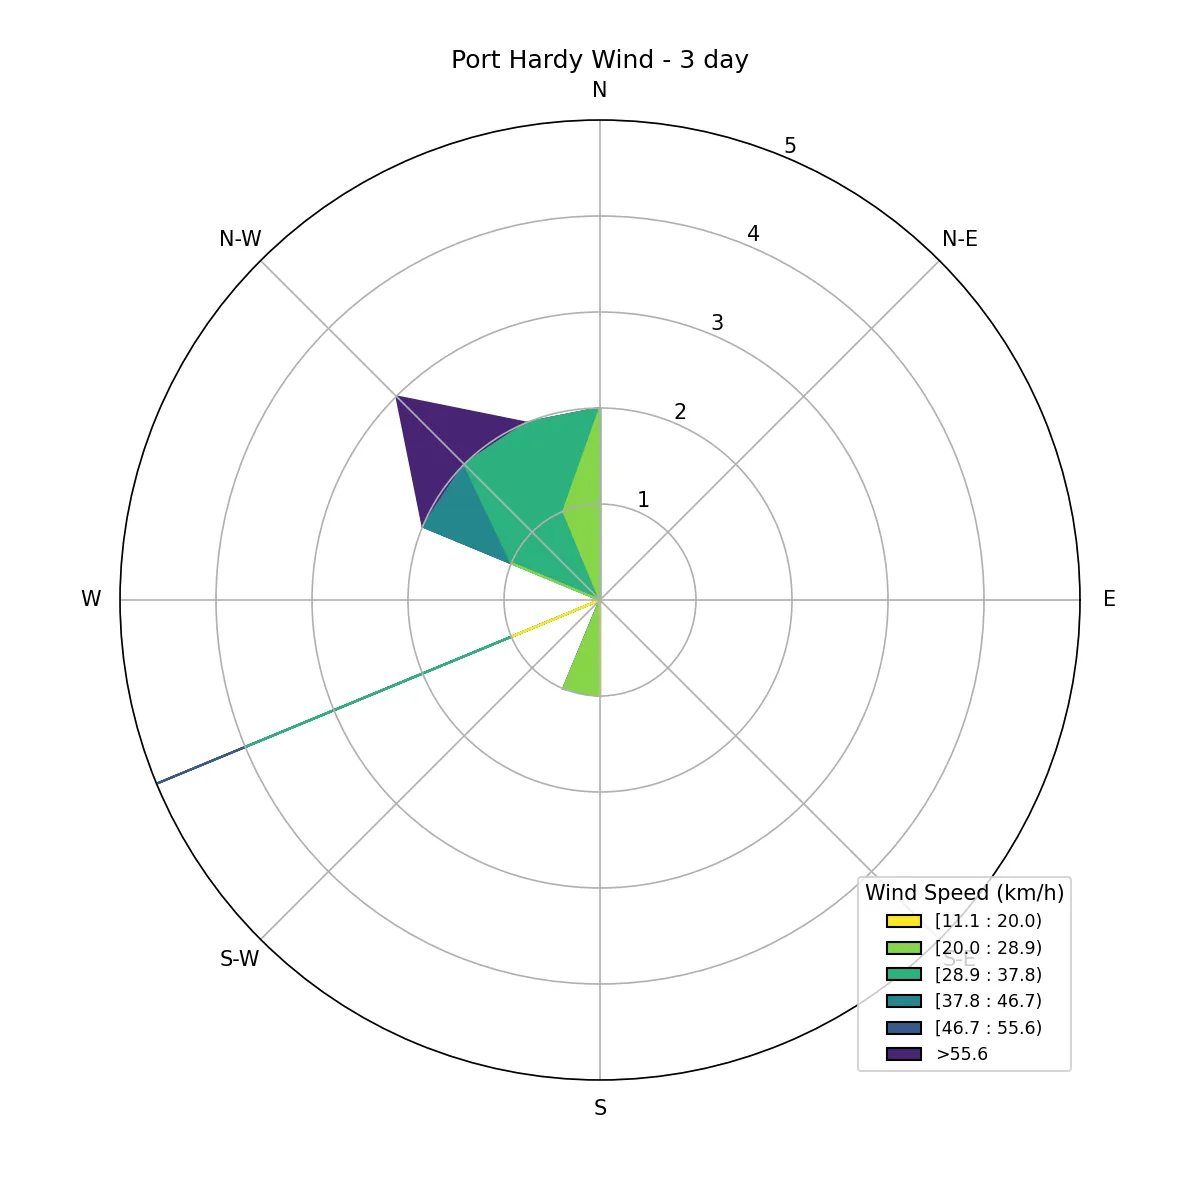 Port Hardy Wind - 3 day
N
5
N-W
N-E
4
3
2
1
W
E
S-W
S-E
S
Wind Speed (km/h)
[11.1 : 20.0)
[20.0 : 28.9)
[28.9 : 37.8)
[37.8 : 46.7)
[46.7 : 55.6)
>55.6